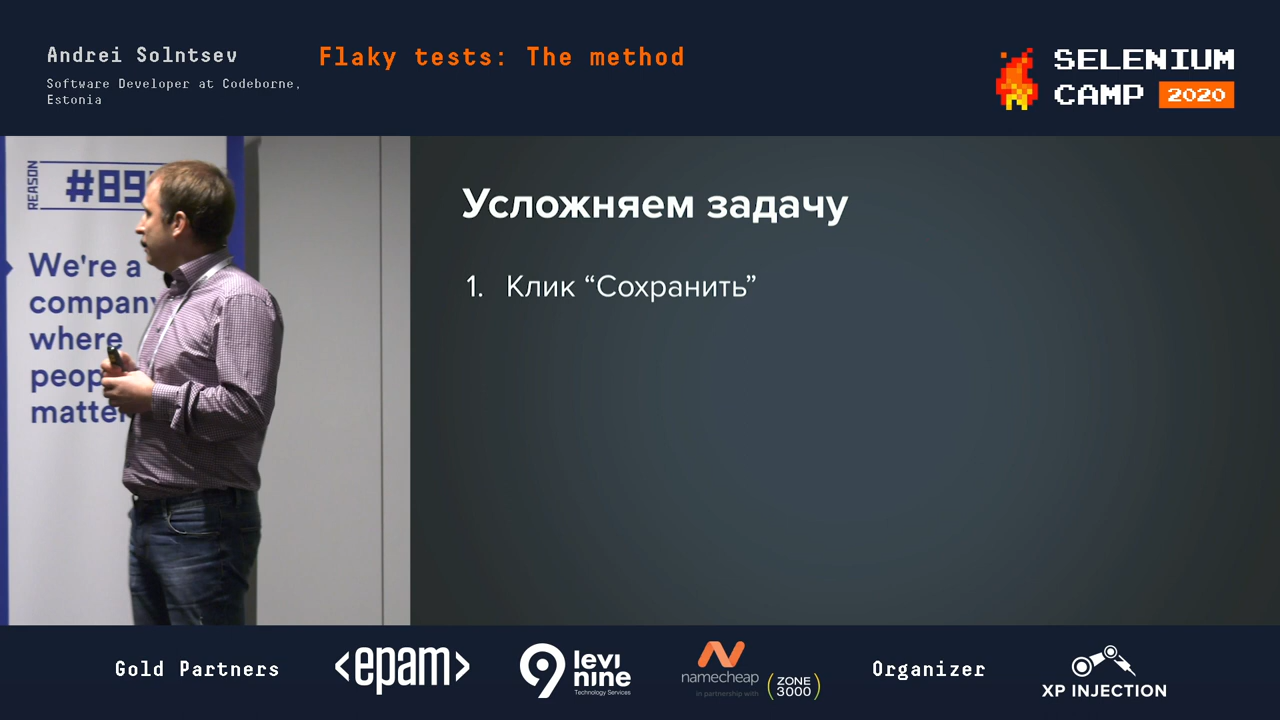 Andrei Solntsev
Software Developer at Codeborne,
Estonia
Flaky tests: The method
SELENIUM
CAMP 2020
REASON
#89
We're a
company
where
peop
matter
Усложняем задачу
1. Клик “Сохранить”
Gold Partners
<epam>
9 levi
nine
Technology Services
namecheap
in partnership with
ZONE
3000
Organizer
XP INJECTION